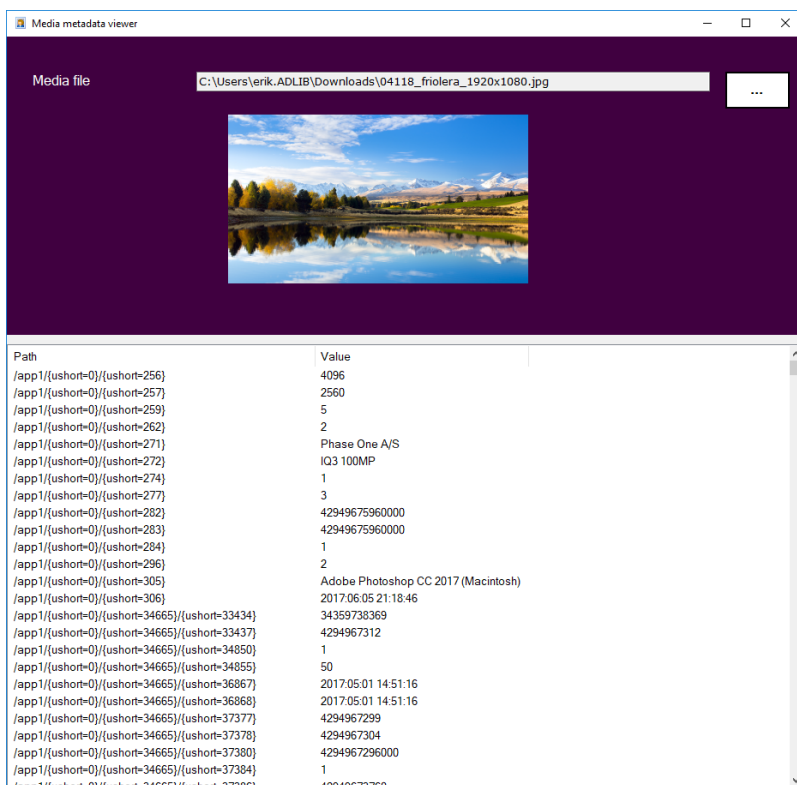 Media metadata viewer
Media file C:\Users\erik.ADLIB\Downloads\04118_friolera_1920x1080.jpg ...
Path Value
/app1/{ushort=0}/{ushort=256} 4096
/app1/{ushort=0}/{ushort=257} 2560
/app1/{ushort=0}/{ushort=259} 5
/app1/{ushort=0}/{ushort=262} 2
/app1/{ushort=0}/{ushort=271} Phase One A/S
/app1/{ushort=0}/{ushort=272} IQ3 100MP
/app1/{ushort=0}/{ushort=274} 1
/app1/{ushort=0}/{ushort=277} 3
/app1/{ushort=0}/{ushort=282} 42949675960000
/app1/{ushort=0}/{ushort=283} 42949675960000
/app1/{ushort=0}/{ushort=284} 1
/app1/{ushort=0}/{ushort=296} 2
/app1/{ushort=0}/{ushort=305} Adobe Photoshop CC 2017 (Macintosh)
/app1/{ushort=0}/{ushort=306} 2017:06:05 21:18:46
/app1/{ushort=0}/{ushort=34665}/{ushort=33434} 34359738369
/app1/{ushort=0}/{ushort=34665}/{ushort=33437} 4294967312
/app1/{ushort=0}/{ushort=34665}/{ushort=34850} 1
/app1/{ushort=0}/{ushort=34665}/{ushort=34855} 50
/app1/{ushort=0}/{ushort=34665}/{ushort=36867} 2017:05:01 14:51:16
/app1/{ushort=0}/{ushort=34665}/{ushort=36868} 2017:05:01 14:51:16
/app1/{ushort=0}/{ushort=34665}/{ushort=37377} 4294967299
/app1/{ushort=0}/{ushort=34665}/{ushort=37378} 4294967304
/app1/{ushort=0}/{ushort=34665}/{ushort=37380} 4294967296000
/app1/{ushort=0}/{ushort=34665}/{ushort=37384} 1